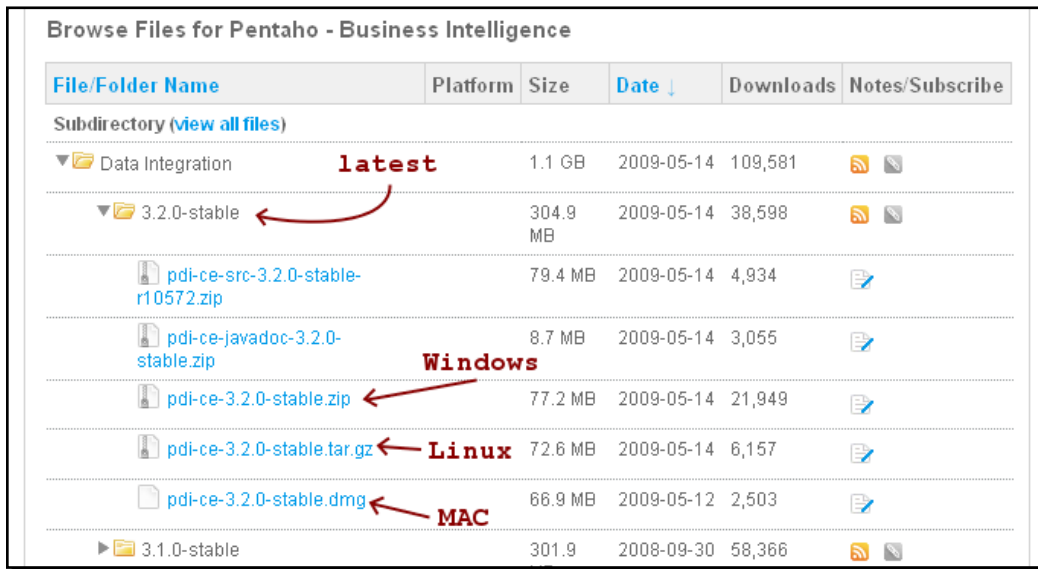 Browse Files for Pentaho - Business Intelligence
File/Folder Name Platform Size Date ↓ Downloads Notes/Subscribe
Subdirectory (view all files)
Data Integration latest 1.1 GB 2009-05-14 109,581
3.2.0-stable 304.9 MB 2009-05-14 38,598
pdi-ce-src-3.2.0-stable- 79.4 MB 2009-05-14 4,934
r10572.zip
pdi-ce-javadoc-3.2.0- 8.7 MB 2009-05-14 3,055
stable.zip
Windows
pdi-ce-3.2.0-stable.zip 77.2 MB 2009-05-14 21,949
pdi-ce-3.2.0-stable.tar.gz Linux 72.6 MB 2009-05-14 6,157
pdi-ce-3.2.0-stable.dmg 66.9 MB 2009-05-12 2,503
MAC
3.1.0-stable 301.9 2008-09-30 58,366